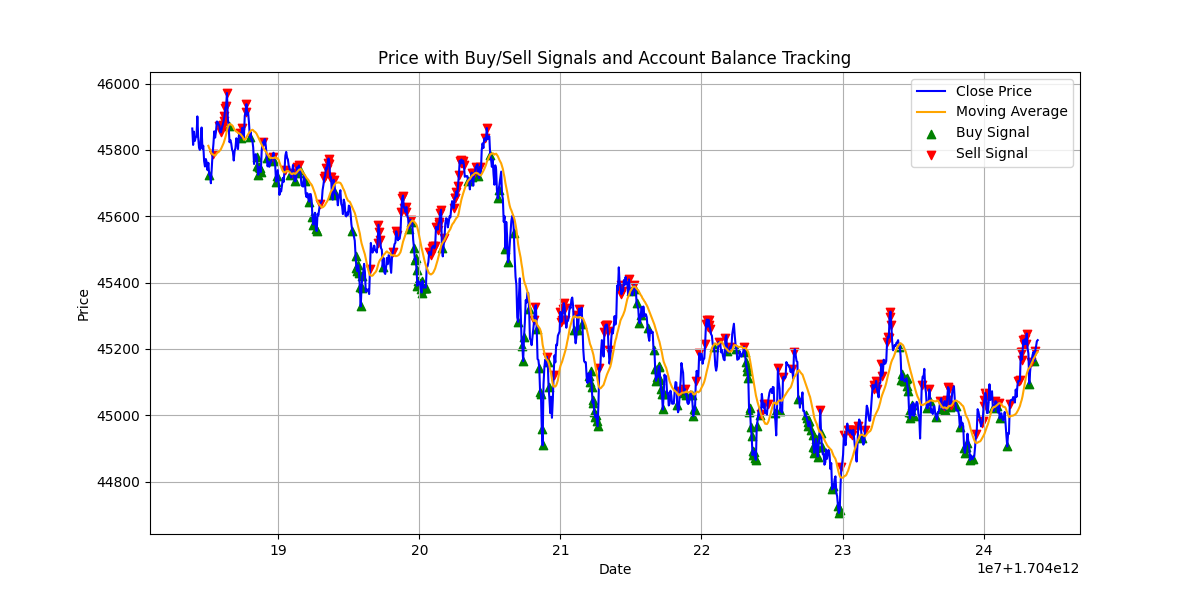 Price with Buy/Sell Signals and Account Balance Tracking
Close Price
Moving Average
Buy Signal
Sell Signal
Price
46000
45800
45600
45400
45200
45000
44800
19 20 21 22 23 24
Date
1e7+1.704e12